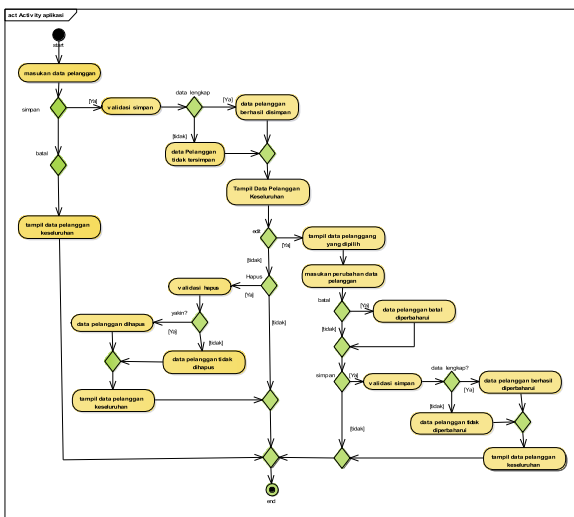 act Activity aplikasi
start
masukan data pelanggan
simpan
[Ya]
validasi simpan
data lengkap
[Ya]
data pelanggan
berhasil disimpan
[tidak]
data Pelanggan
tidak tersimpan
batal
tampil data pelanggan
keseluruhan
Tampil Data Pelanggan
Keseluruhan
edit
[Ya]
tampil data pelanggang
yang dipilih
[tidak]
masukan perubahan data
pelanggan
Hapus
[Ya]
validasi hepus
yakin?
[Ya]
data pelanggan dihapus
[tidak]
data pelanggan tidak
dihapus
tampil data pelanggan
keseluruhan
[tidak]
batal
[Ya]
data pelanggan batal
diperbaharui
[tidak]
simpan
[Ya]
validasi simpan
data lengkap?
[Ya]
data pelanggan berhasil
diperbaharui
[tidak]
data pelanggan tidak
diperbaharui
[tidak]
tampil data pelanggan
keseluruhan
end